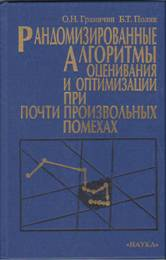 О.Н. Граничин Б.Т. Поляк
РАНДОМИЗИРОВАННЫЕ
АЛГОРИТМЫ
ОЦЕНИВАНИЯ
И ОПТИМИЗАЦИИ
ПРИ
ПОЧТИ ПРОИЗВОЛЬНЫХ
ПОМЕХАХ
«НАУКА»